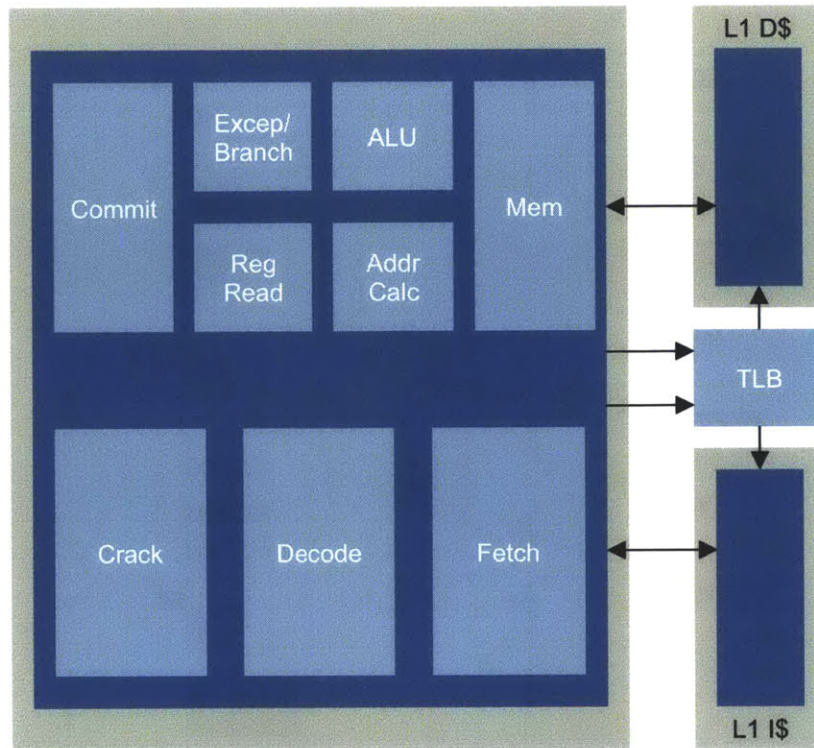 L1 D$
Excep/
Branch
ALU
Commit
Mem
Reg
Read
Addr
Calc
TLB
Crack
Decode
Fetch
L1 I$